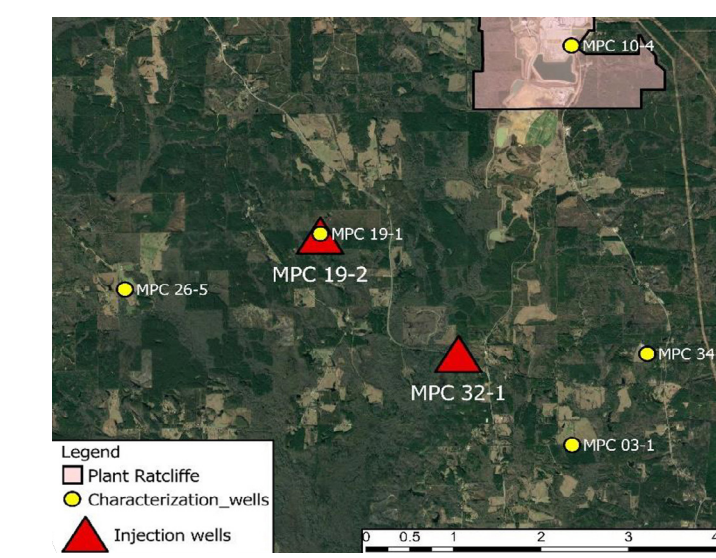 MPC 10-4
MPC 19-1
MPC 19-2
MPC 26-5
MPC 34
MPC 32-1
MPC 03-1
Legend
Plant Ratcliffe
Characterization_wells
Injection wells
0 0.5 1 2 3 4